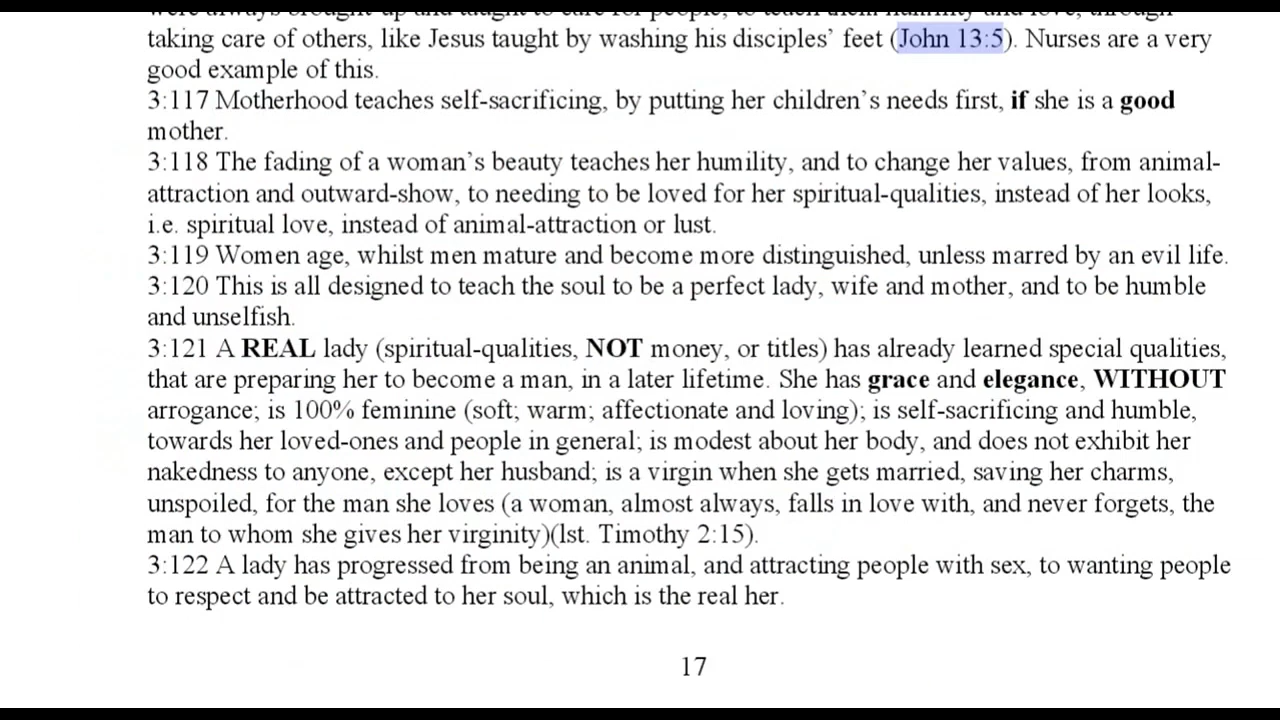 taking care of others, like Jesus taught by washing his disciples' feet (John 13:5). Nurses are a very
good example of this.
3:117 Motherhood teaches self-sacrificing, by putting her children's needs first, if she is a good
mother.
3:118 The fading of a woman's beauty teaches her humility, and to change her values, from animal-
attraction and outward-show, to needing to be loved for her spiritual-qualities, instead of her looks,
i.e. spiritual love, instead of animal-attraction or lust.
3:119 Women age, whilst men mature and become more distinguished, unless marred by an evil life.
3:120 This is all designed to teach the soul to be a perfect lady, wife and mother, and to be humble
and unselfish.
3:121 A REAL lady (spiritual-qualities, NOT money, or titles) has already learned special qualities,
that are preparing her to become a man, in a later lifetime. She has grace and elegance, WITHOUT
arrogance; is 100% feminine (soft; warm; affectionate and loving); is self-sacrificing and humble,
towards her loved-ones and people in general; is modest about her body, and does not exhibit her
nakedness to anyone, except her husband; is a virgin when she gets married, saving her charms,
unspoiled, for the man she loves (a woman, almost always, falls in love with, and never forgets, the
man to whom she gives her virginity)(lst. Timothy 2:15).
3:122 A lady has progressed from being an animal, and attracting people with sex, to wanting people
to respect and be attracted to her soul, which is the real her.
17